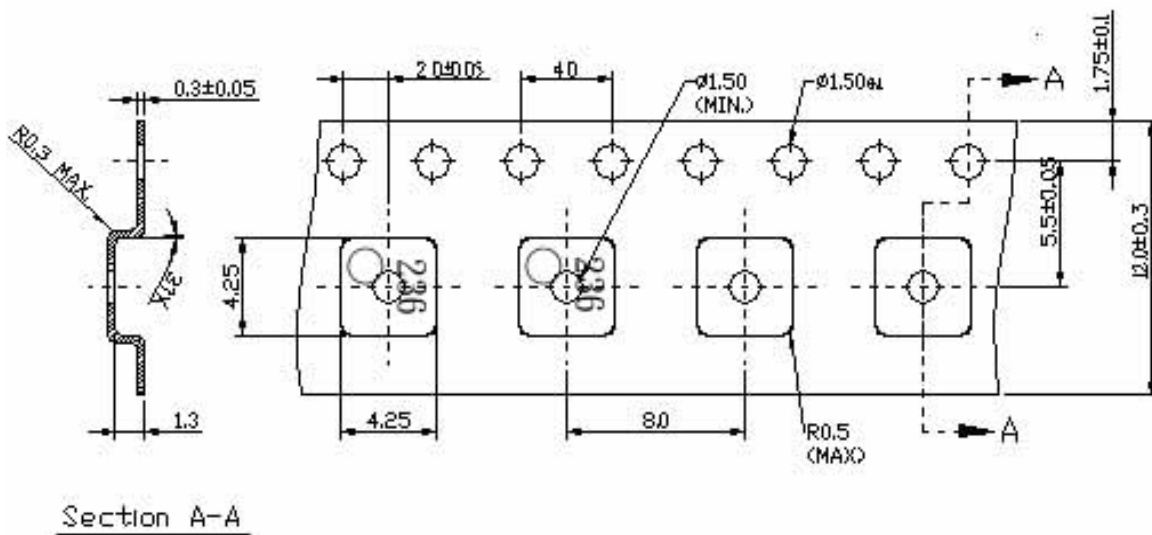 2.0±0.05
4.0
Ø1.50
(MIN.)
Ø1.50
A
1.75±0.1
0.3±0.05
R0.3 MAX
5.5±0.05
12.0±0.3
4.25
236
236
1.3
4.25
8.0
R0.5
(MAX)
A
Section A-A